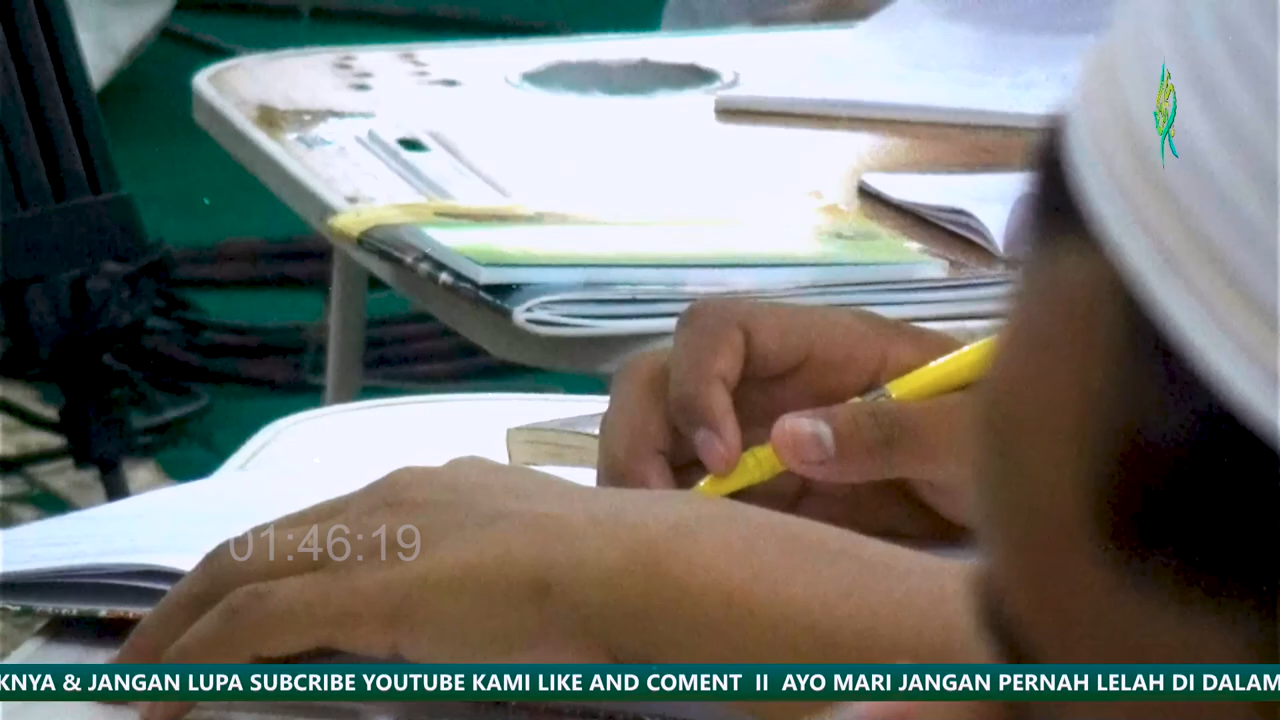 01:46:19
KNYA & JANGAN LUPA SUBCRIBE YOUTUBE KAMI LIKE AND COMENT II AYO MARI JANGAN PERNAH LELAH DI DALAM